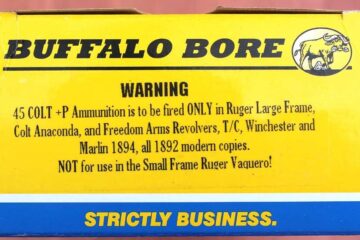 BUFFALO BORE
WARNING
45 COLT +P Ammunition is to be fired ONLY in Ruger Large Frame,
Colt Anaconda, and Freedom Arms Revolvers, T/C, Winchester and
Marlin 1894, all 1892 modern copies.
NOT for use in the Small Frame Ruger Vaquero!
STRICTLY BUSINESS.